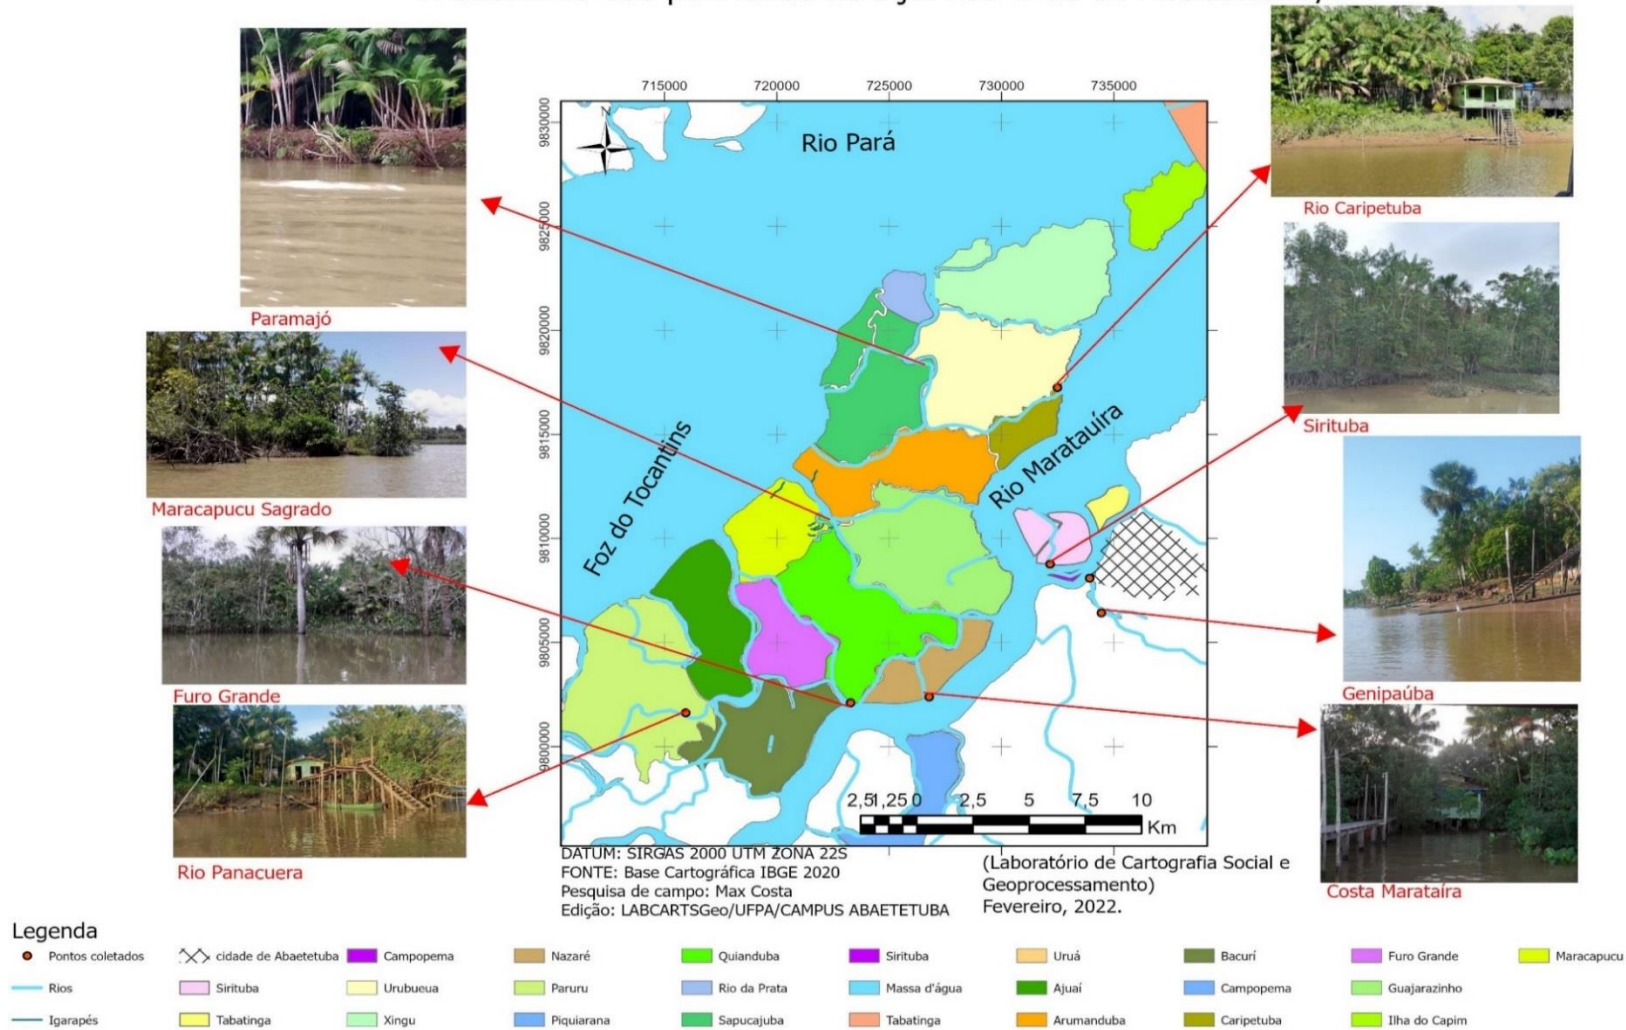 715000
720000
725000
730000
735000
9830000
9825000
9820000
9815000
9810000
9805000
9800000
N
Rio Pará
Foz do Tocantins
Rio Maratauíra
Paramajó
Maracapucu Sagrado
Furo Grande
Rio Panacuera
Rio Caripetuba
Sirituba
Genipaúba
Costa Marataíra
2,5 1,25 0 2,5 5 7,5 10
Km
DATUM: SIRGAS 2000 UTM ZONA 22S
FONTE: Base Cartográfica IBGE 2020
Pesquisa de campo: Max Costa
Edição: LABCARTSGeo/UFPA/CAMPUS ABAETETUBA
(Laboratório de Cartografia Social e
Geoprocessamento)
Fevereiro, 2022.
Legenda
Pontos coletados
cidade de Abaetetuba
Campopema
Nazaré
Quianduba
Sirituba
Uruá
Bacurí
Furo Grande
Maracapucu
Rios
Sirituba
Urubueua
Paruru
Rio da Prata
Massa d'água
Ajuaí
Campopema
Guajarazinho
Igarapés
Tabatinga
Xingu
Piquiarana
Sapucajuba
Tabatinga
Arumanduba
Caripetuba
Ilha do Capim